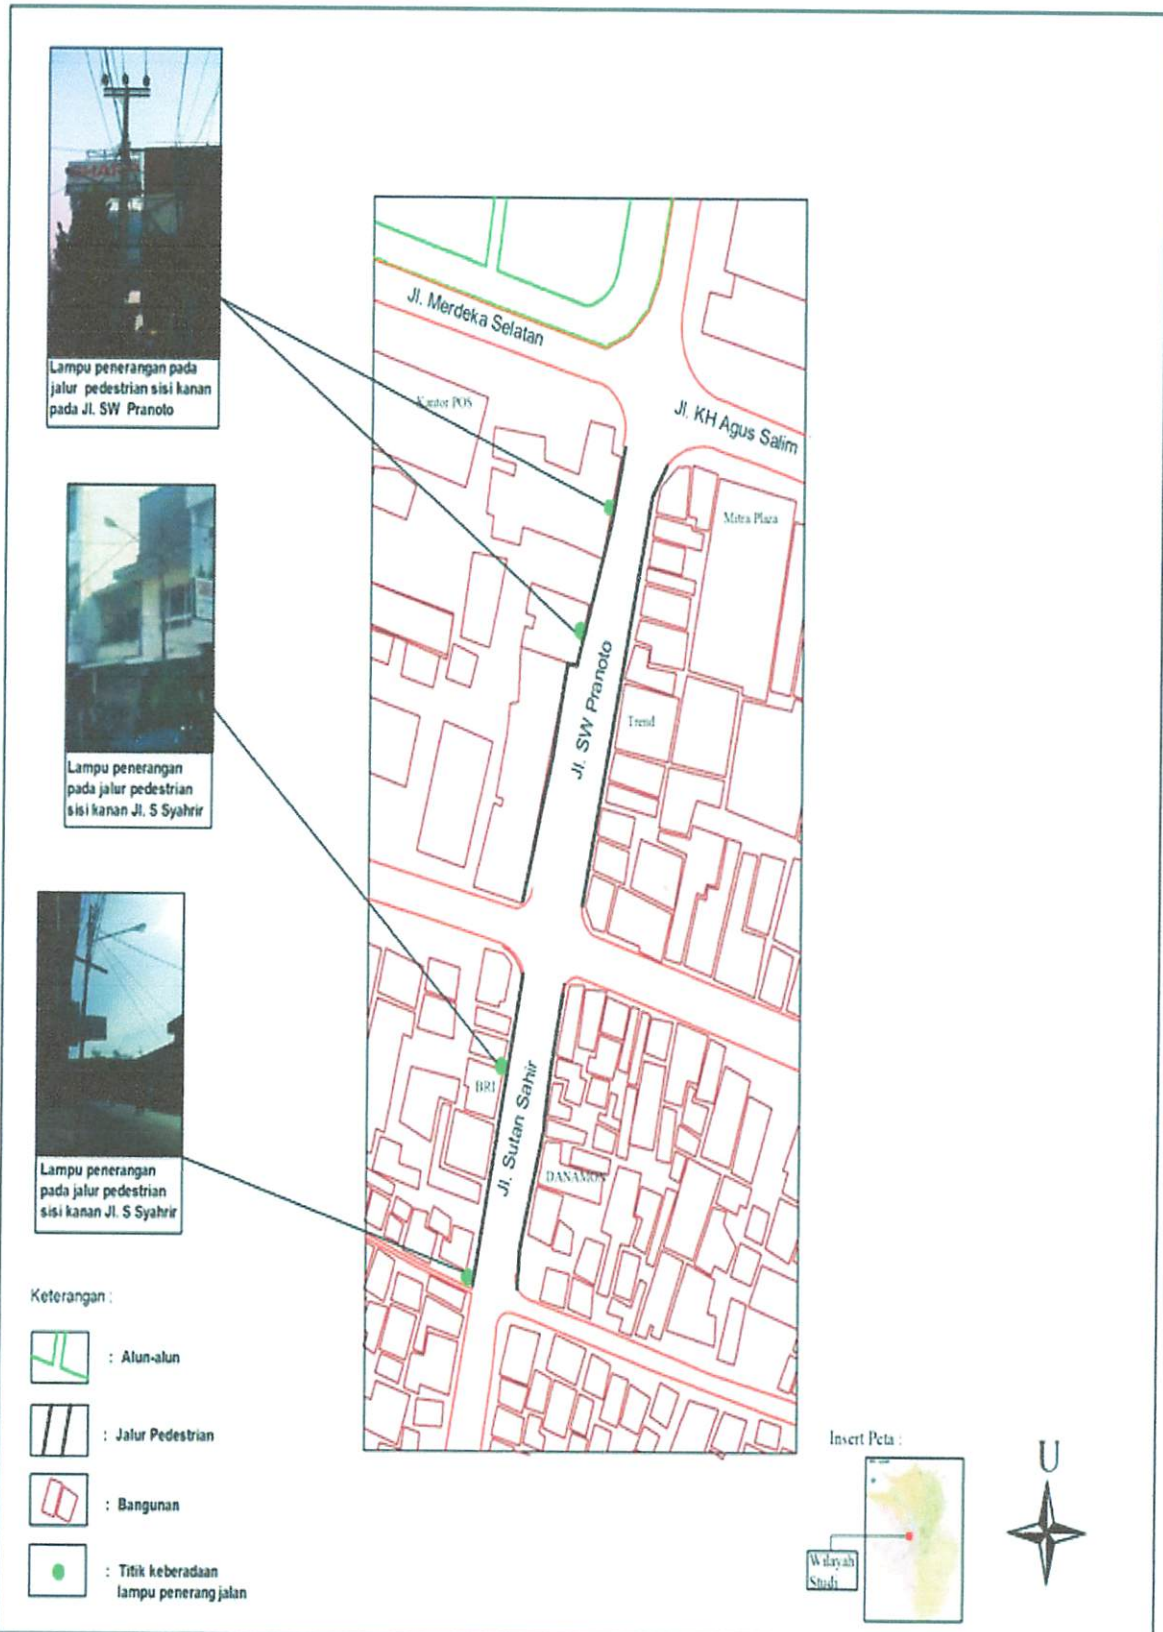 SHARP
Lampu penerangan pada
jalur pedestrian sisi kanan
pada Jl. SW Pranoto
Lampu penerangan
pada jalur pedestrian
sisi kanan Jl. S Syahrir
Lampu penerangan
pada jalur pedestrian
sisi kanan Jl. S Syahrir
Jl. Merdeka Selatan
Jl. KH Agus Salim
Kantor POS
Mitra Plaza
Jl. SW Pranoto
Trend
BRI
Jl. Sutan Sahir
DANAMON
Keterangan :
: Alun-alun
: Jalur Pedestrian
: Bangunan
: Titik keberadaan
lampu penerang jalan
Insert Peta :
Wilayah
Studi
U